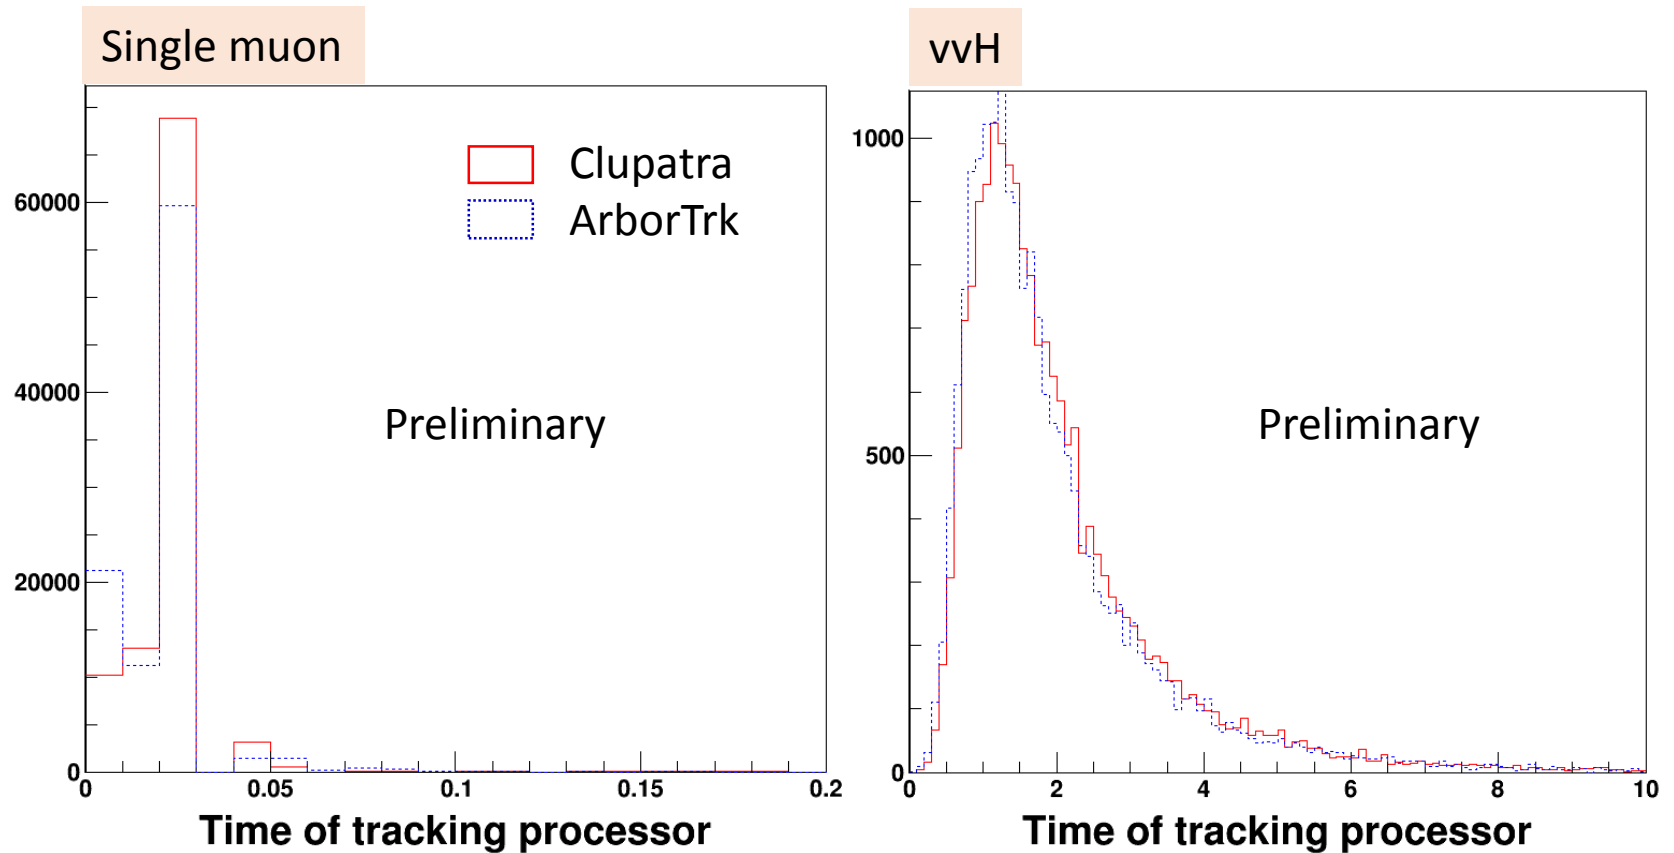 Single muon
60000
40000
20000
0
0
0.05
0.1
0.15
0.2
Clupatra
ArborTrk
Preliminary
Time of tracking processor
ννH
1000
500
0
0
2
4
6
8
10
Preliminary
Time of tracking processor